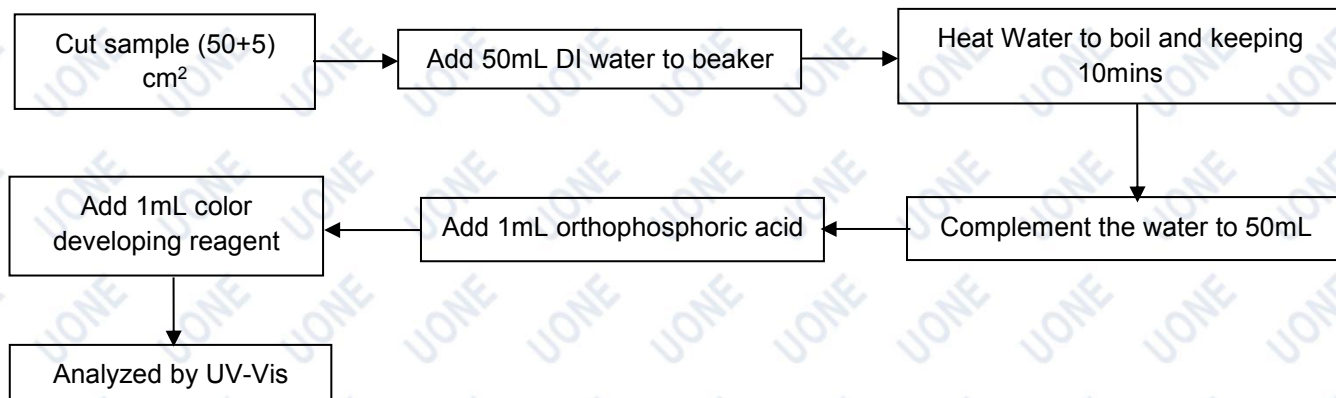 Cut sample (50+5)
cm²
Add 50mL DI water to beaker
Heat Water to boil and keeping
10mins
Complement the water to 50mL
Add 1mL orthophosphoric acid
Add 1mL color
developing reagent
Analyzed by UV-Vis
UONE